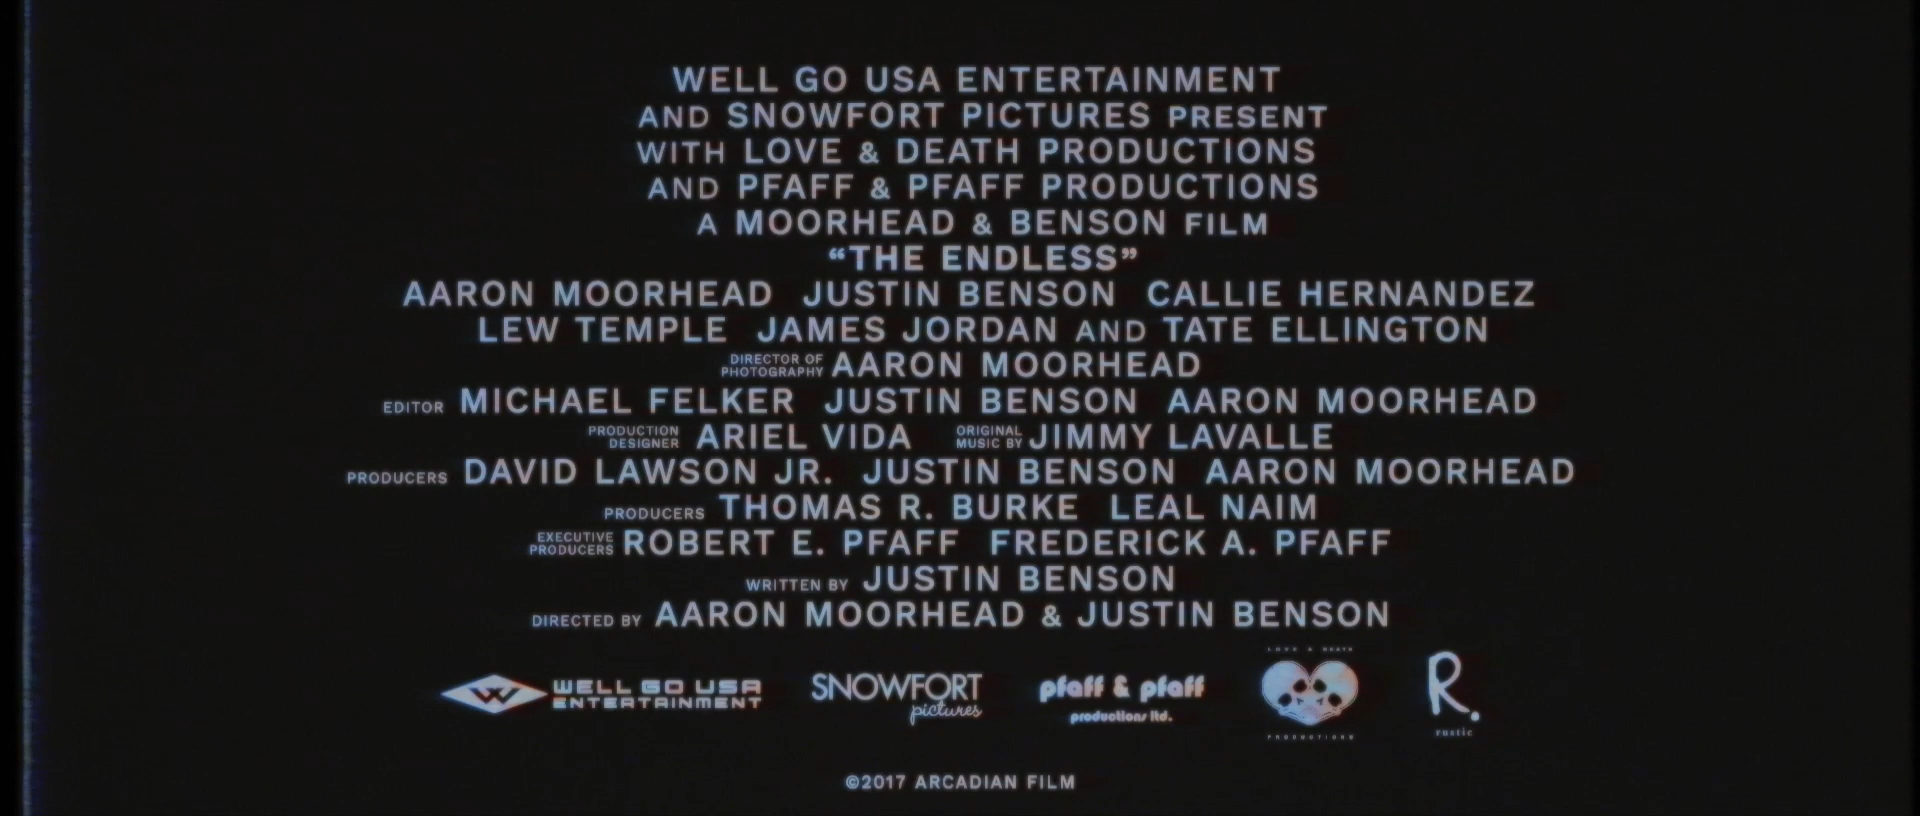 WELL GO USA ENTERTAINMENT
AND SNOWFORT PICTURES PRESENT
WITH LOVE & DEATH PRODUCTIONS
AND PFAFF & PFAFF PRODUCTIONS
A MOORHEAD & BENSON FILM
“THE ENDLESS”
AARON MOORHEAD JUSTIN BENSON CALLIE HERNANDEZ
LEW TEMPLE JAMES JORDAN AND TATE ELLINGTON
DIRECTOR OF PHOTOGRAPHY AARON MOORHEAD
EDITOR MICHAEL FELKER JUSTIN BENSON AARON MOORHEAD
PRODUCTION DESIGNER ARIEL VIDA ORIGINAL MUSIC BY JIMMY LAVALLE
PRODUCERS DAVID LAWSON JR. JUSTIN BENSON AARON MOORHEAD
PRODUCERS THOMAS R. BURKE LEAL NAIM
EXECUTIVE PRODUCERS ROBERT E. PFAFF FREDERICK A. PFAFF
WRITTEN BY JUSTIN BENSON
DIRECTED BY AARON MOORHEAD & JUSTIN BENSON
W WELL GO USA ENTERTAINMENT
SNOWFORT pictures
pfaff & pfaff productions ltd.
LOVE & DEATH PRODUCTIONS
R. rustic
©2017 ARCADIAN FILM